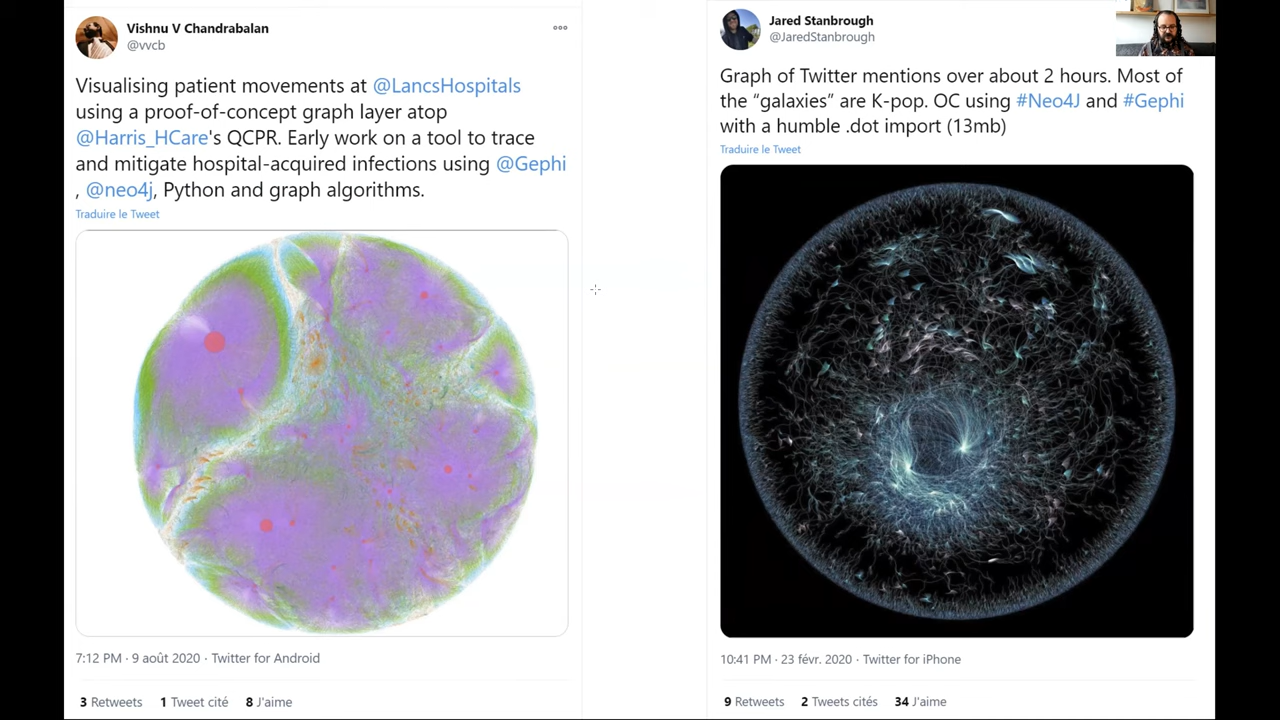 Vishnu V Chandrabalan
@vvcb
Visualising patient movements at @LancsHospitals
using a proof-of-concept graph layer atop
@Harris_HCare's QCPR. Early work on a tool to trace
and mitigate hospital-acquired infections using @Gephi
, @neo4j, Python and graph algorithms.
Traduire le Tweet
7:12 PM · 9 août 2020 · Twitter for Android
3 Retweets 1 Tweet cité 8 J'aime
Jared Stanbrough
@JaredStanbrough
Graph of Twitter mentions over about 2 hours. Most of
the “galaxies” are K-pop. OC using #Neo4J and #Gephi
with a humble .dot import (13mb)
Traduire le Tweet
10:41 PM · 23 févr. 2020 · Twitter for iPhone
9 Retweets 2 Tweets cités 34 J'aime